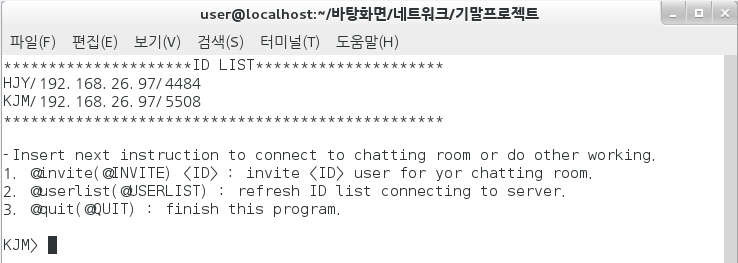 user@localhost:~/바탕화면/네트워크/기말프로젝트
파일(F) 편집(E) 보기(V) 검색(S) 터미널(T) 도움말(H)
*********************ID LIST*********************
HJY/192.168.26.97/4484
KJM/192.168.26.97/5508
*************************************************
-Insert next instruction to connect to chatting room or do other working.
1. @invite(@INVITE) <ID> : invite <ID> user for yor chatting room.
2. @userlist(@USERLIST) : refresh ID list connecting to server.
3. @quit(@QUIT) : finish this program.
KJM>